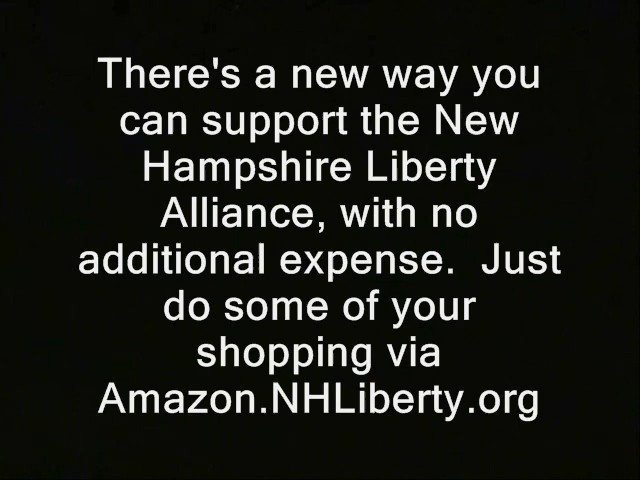 There's a new way you
can support the New
Hampshire Liberty
Alliance, with no
additional expense.  Just
do some of your
shopping via
Amazon.NHLiberty.org